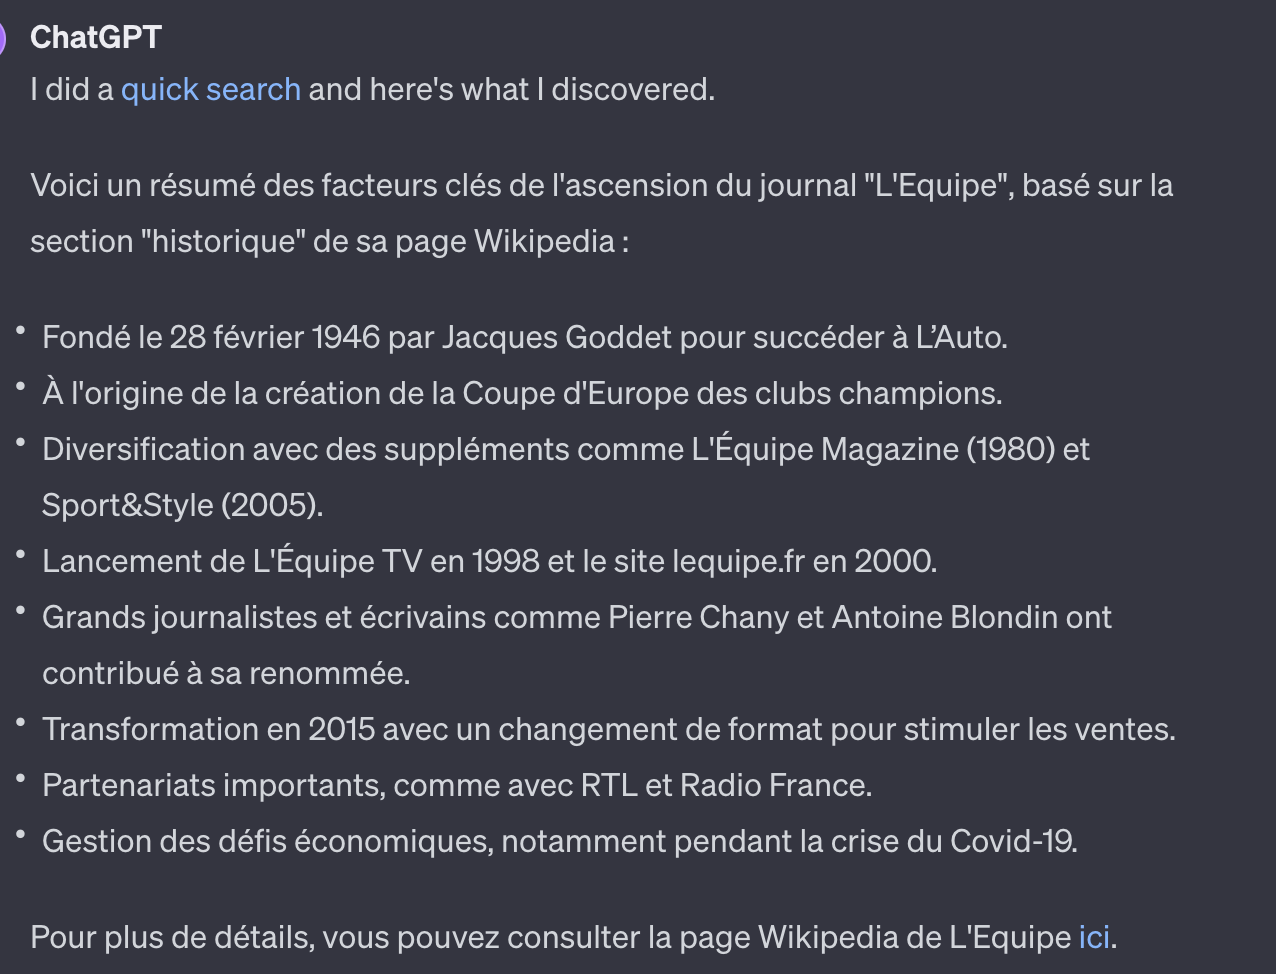 ChatGPT
I did a quick search and here's what I discovered.
Voici un résumé des facteurs clés de l'ascension du journal "L'Equipe", basé sur la
section "historique" de sa page Wikipedia :
• Fondé le 28 février 1946 par Jacques Goddet pour succéder à L’Auto.
• À l'origine de la création de la Coupe d'Europe des clubs champions.
• Diversification avec des suppléments comme L'Équipe Magazine (1980) et
Sport&Style (2005).
• Lancement de L'Équipe TV en 1998 et le site lequipe.fr en 2000.
• Grands journalistes et écrivains comme Pierre Chany et Antoine Blondin ont
contribué à sa renommée.
• Transformation en 2015 avec un changement de format pour stimuler les ventes.
• Partenariats importants, comme avec RTL et Radio France.
• Gestion des défis économiques, notamment pendant la crise du Covid-19.
Pour plus de détails, vous pouvez consulter la page Wikipedia de L'Equipe ici.